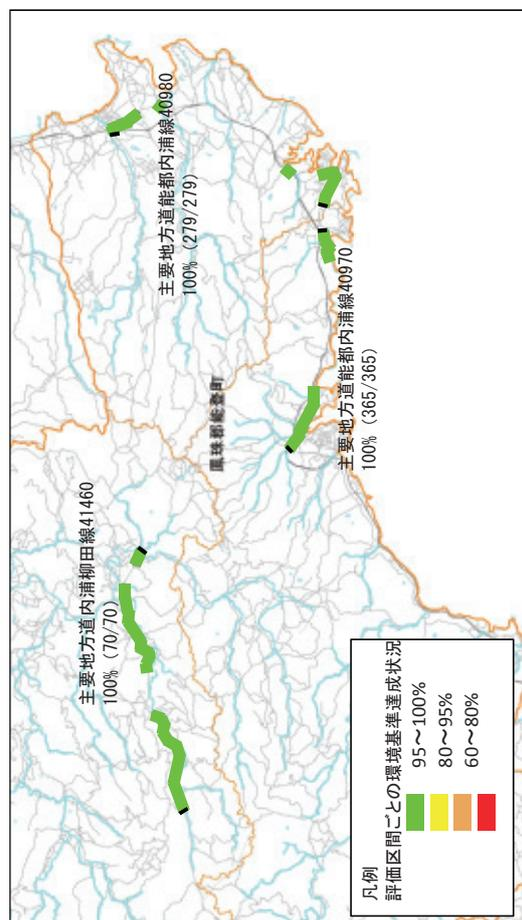 主要地方道内浦柳田線41460
100% (70/70)
主要地方道能都内浦線40980
100% (279/279)
鳳珠郡能登町
主要地方道能都内浦線40970
100% (365/365)
凡例
評価区間ごとの環境基準達成状況
95～100%
80～95%
60～80%